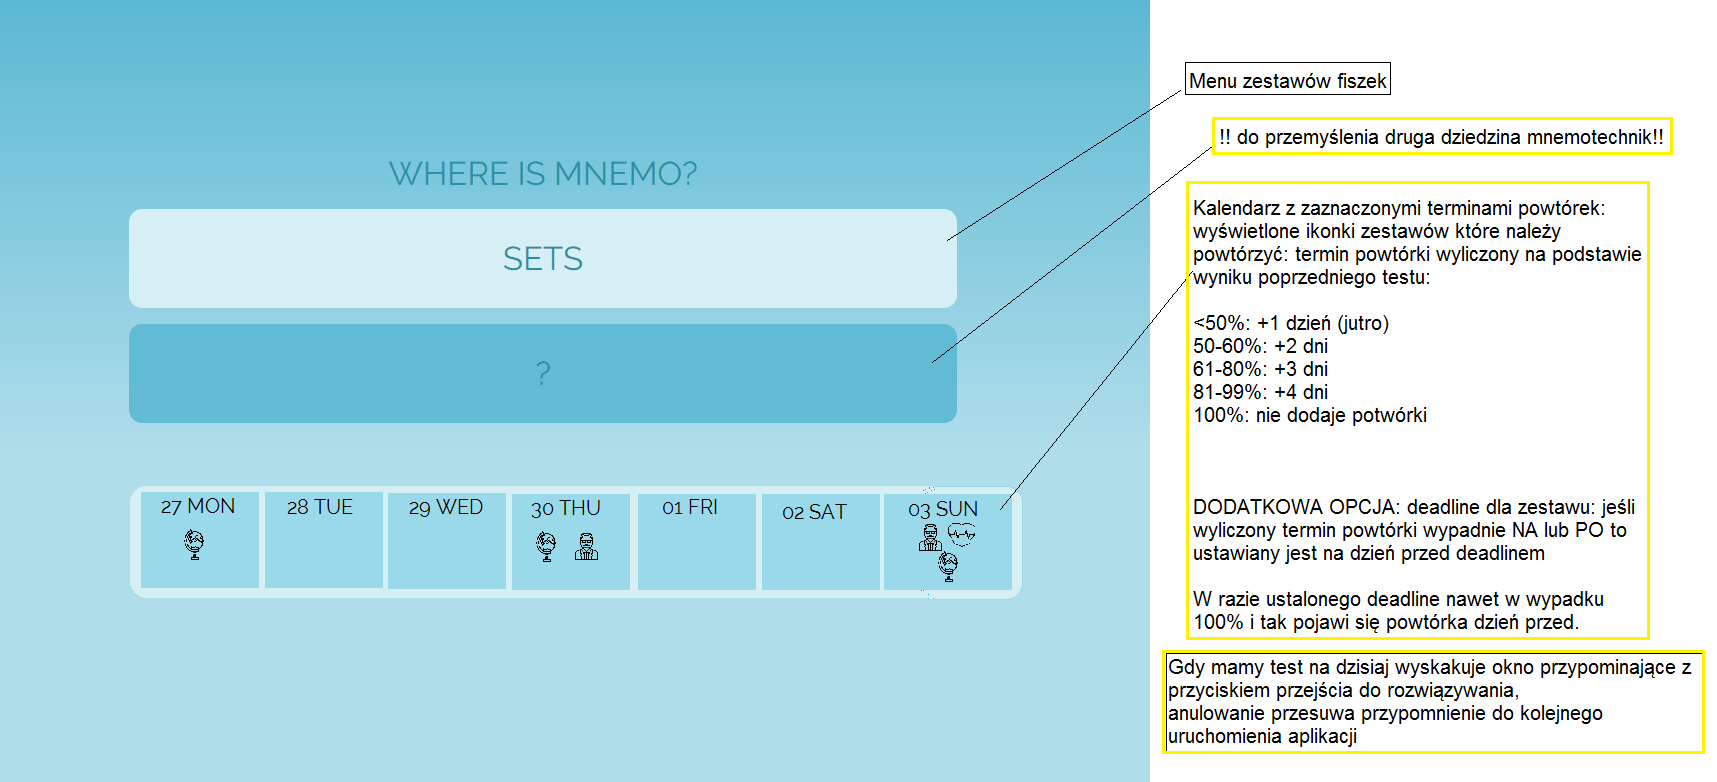 WHERE IS MNEMO?
SETS
?
27 MON
28 TUE
29 WED
30 THU
01 FRI
02 SAT
03 SUN
Menu zestawów fiszek
!! do przemyślenia druga dziedzina mnemotechnik!!
Kalendarz z zaznaczonymi terminami powtórek:
wyświetlone ikonki zestawów które należy
powtórzyć: termin powtórki wyliczony na podstawie
wyniku poprzedniego testu:
<50%: +1 dzień (jutro)
50-60%: +2 dni
61-80%: +3 dni
81-99%: +4 dni
100%: nie dodaje potwórki
DODATKOWA OPCJA: deadline dla zestawu: jeśli
wyliczony termin powtórki wypadnie NA lub PO to
ustawiany jest na dzień przed deadlinem
W razie ustalonego deadline nawet w wypadku
100% i tak pojawi się powtórka dzień przed.
Gdy mamy test na dzisiaj wyskakuje okno przypominające z
przyciskiem przejścia do rozwiązywania,
anulowanie przesuwa przypomnienie do kolejnego
uruchomienia aplikacji